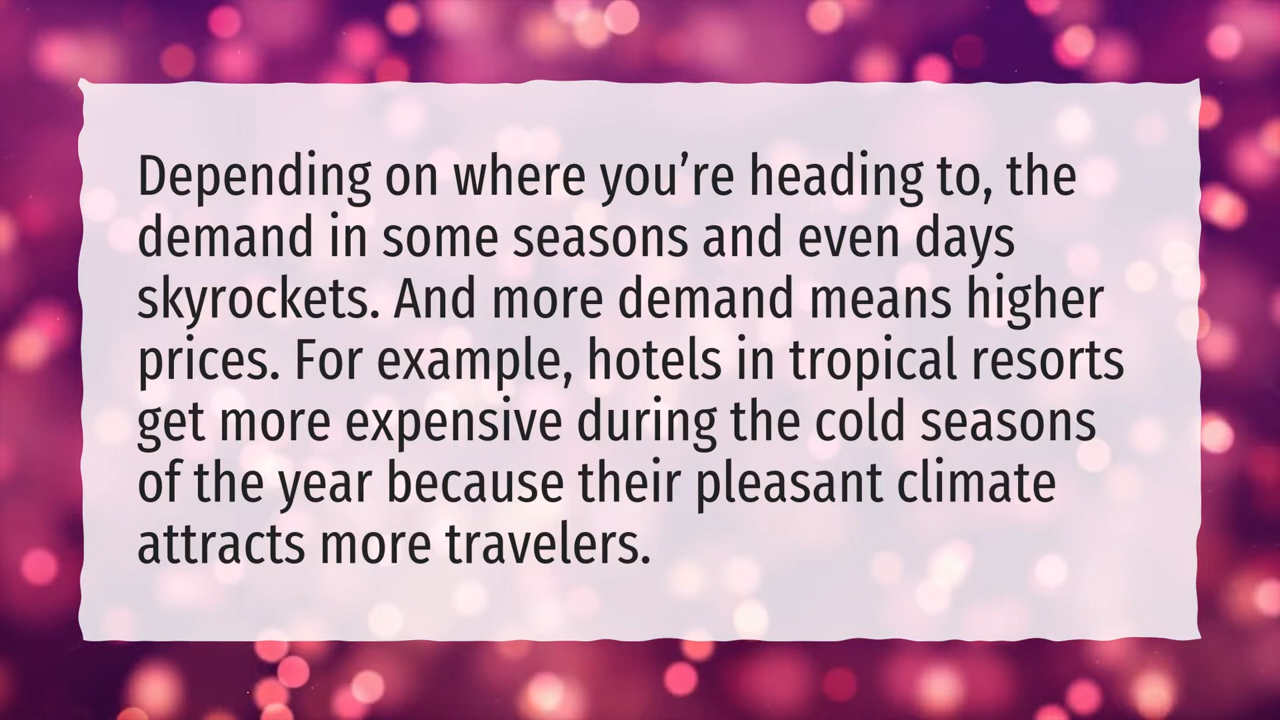 Depending on where you’re heading to, the
demand in some seasons and even days
skyrockets. And more demand means higher
prices. For example, hotels in tropical resorts
get more expensive during the cold seasons
of the year because their pleasant climate
attracts more travelers.